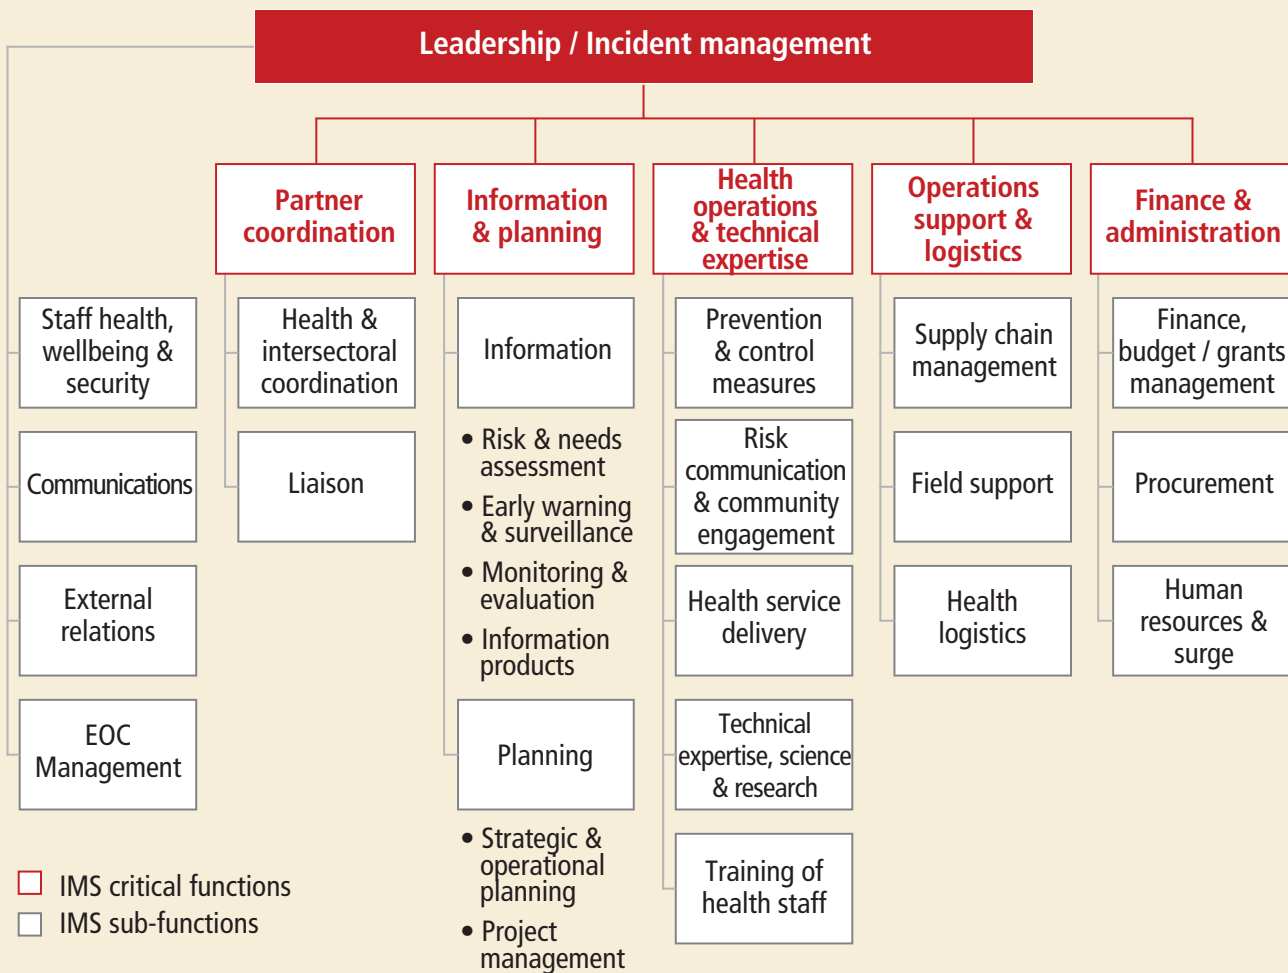 Leadership / Incident management
Partner
coordination
Information
& planning
Health
operations
& technical
expertise
Operations
support &
logistics
Finance &
administration
Staff health,
wellbeing &
security
Communications
External
relations
EOC
Management
Health &
intersectoral
coordination
Liaison
Information
• Risk & needs
assessment
• Early warning
& surveillance
• Monitoring &
evaluation
• Information
products
Planning
• Strategic &
operational
planning
• Project
management
Prevention
& control
measures
Risk
communication
& community
engagement
Health service
delivery
Technical
expertise, science
& research
Training of
health staff
Supply chain
management
Field support
Health
logistics
Finance,
budget / grants
management
Procurement
Human
resources &
surge
IMS critical functions
IMS sub-functions